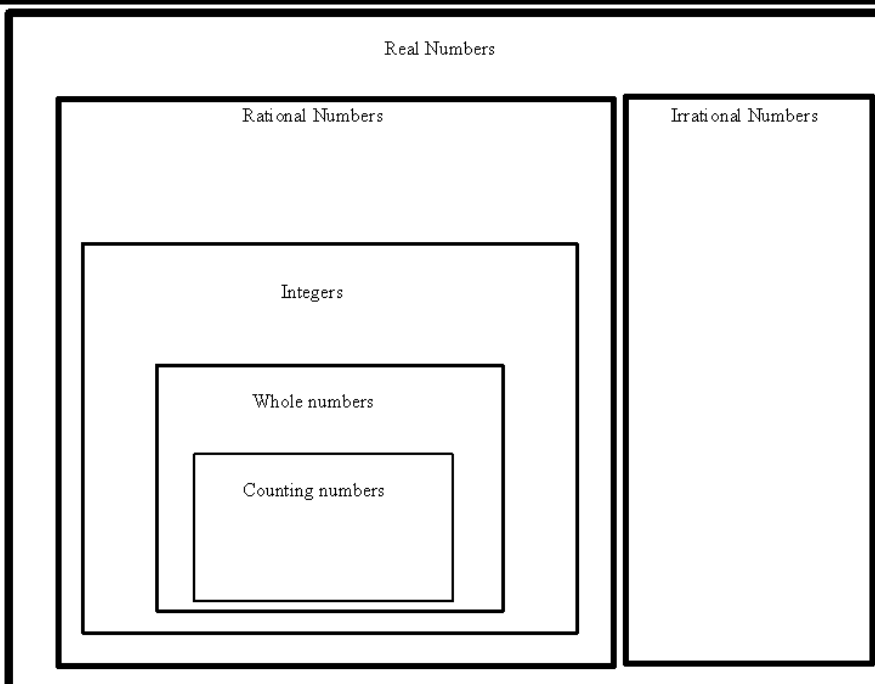 Real Numbers
Rational Numbers
Irrational Numbers
Integers
Whole numbers
Counting numbers